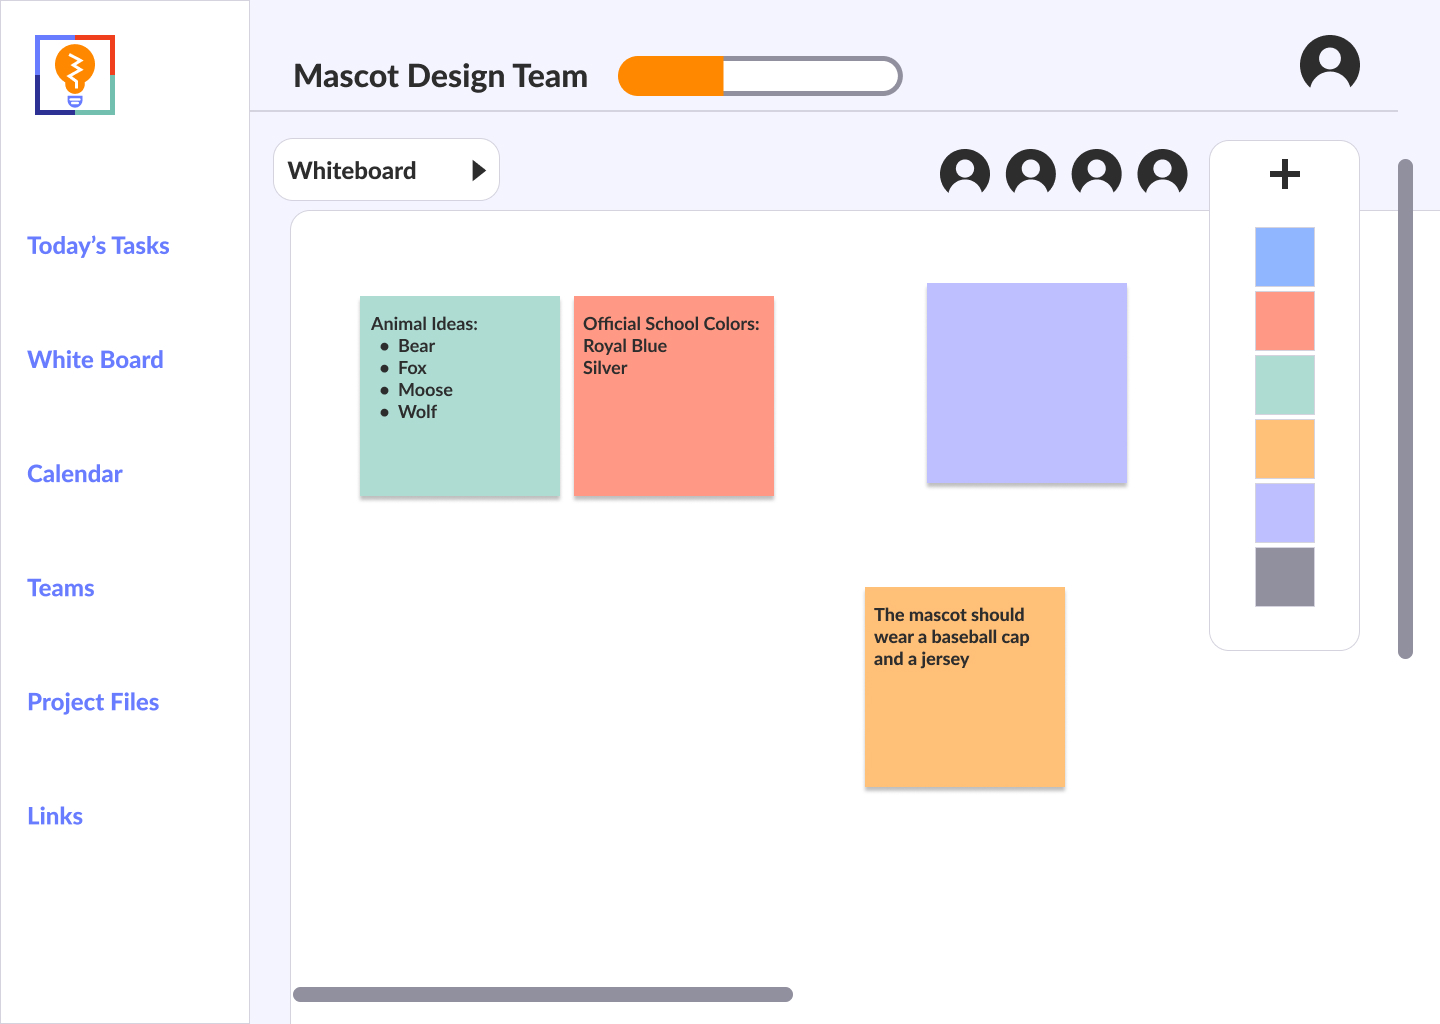 Mascot Design Team
Whiteboard
Today’s Tasks
White Board
Calendar
Teams
Project Files
Links
Animal Ideas:
● Bear
● Fox
● Moose
● Wolf
Official School Colors:
Royal Blue
Silver
The mascot should
wear a baseball cap
and a jersey